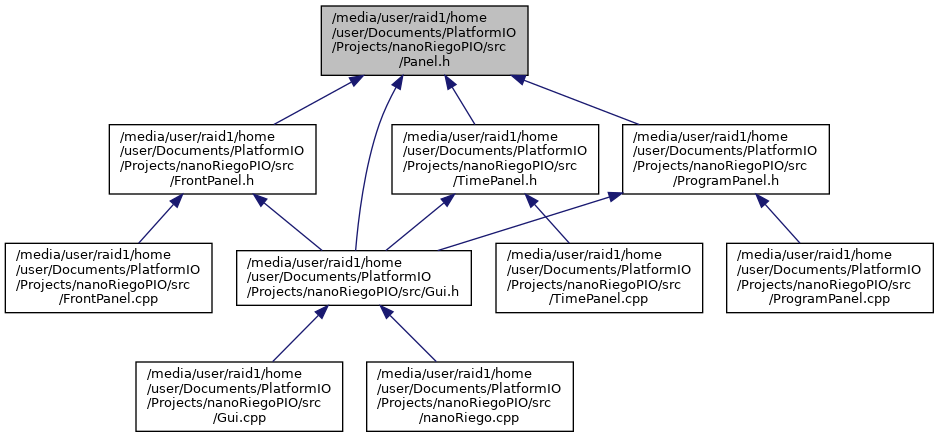 /media/user/raid1/home
/user/Documents/PlatformIO
/Projects/nanoRiegoPIO/src
/Panel.h
/media/user/raid1/home
/user/Documents/PlatformIO
/Projects/nanoRiegoPIO/src
/FrontPanel.h
/media/user/raid1/home
/user/Documents/PlatformIO
/Projects/nanoRiegoPIO/src
/TimePanel.h
/media/user/raid1/home
/user/Documents/PlatformIO
/Projects/nanoRiegoPIO/src
/ProgramPanel.h
/media/user/raid1/home
/user/Documents/PlatformIO
/Projects/nanoRiegoPIO/src
/FrontPanel.cpp
/media/user/raid1/home
/user/Documents/PlatformIO
/Projects/nanoRiegoPIO/src/Gui.h
/media/user/raid1/home
/user/Documents/PlatformIO
/Projects/nanoRiegoPIO/src
/TimePanel.cpp
/media/user/raid1/home
/user/Documents/PlatformIO
/Projects/nanoRiegoPIO/src
/ProgramPanel.cpp
/media/user/raid1/home
/user/Documents/PlatformIO
/Projects/nanoRiegoPIO/src
/Gui.cpp
/media/user/raid1/home
/user/Documents/PlatformIO
/Projects/nanoRiegoPIO/src
/nanoRiego.cpp